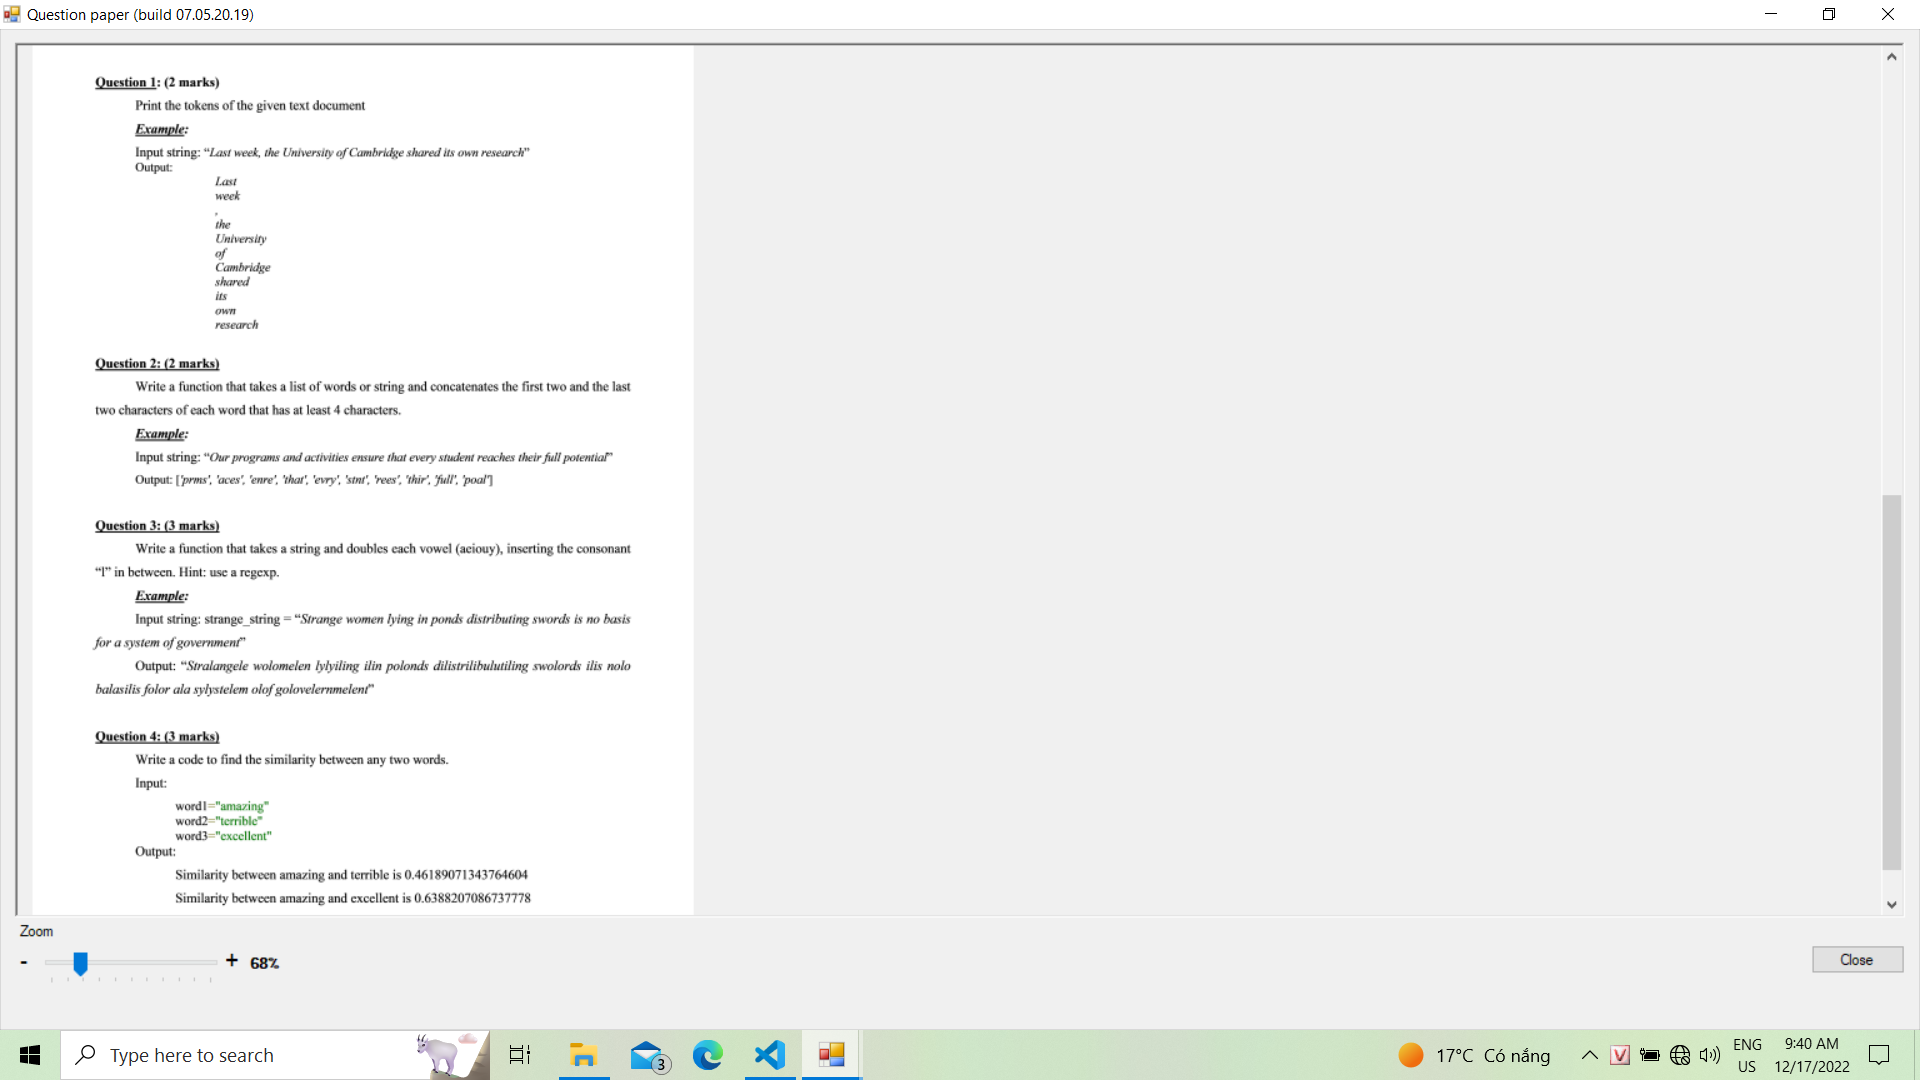 Question paper (build 07.05.20.19)
Question 1: (2 marks)
Print the tokens of the given text document
Example:
Input string: “Last week, the University of Cambridge shared its own research”
Output:
Last
week
,
the
University
of
Cambridge
shared
its
own
research
Question 2: (2 marks)
Write a function that takes a list of words or string and concatenates the first two and the last
two characters of each word that has at least 4 characters.
Example:
Input string: “Our programs and activities ensure that every student reaches their full potential”
Output: ['prms', 'aces', 'enre', 'that', 'evry', 'stnt', 'rees', 'thir', 'full', 'poal']
Question 3: (3 marks)
Write a function that takes a string and doubles each vowel (aeiouy), inserting the consonant
“l” in between. Hint: use a regexp.
Example:
Input string: strange_string = “Strange women lying in ponds distributing swords is no basis
for a system of government”
Output: “Stralangele wolomelen lylyiling ilin polonds dilistrilibulutiling swolords ilis nolo
balasilis folor ala sylystelem olof golovelernmelent”
Question 4: (3 marks)
Write a code to find the similarity between any two words.
Input:
word1="amazing"
word2="terrible"
word3="excellent"
Output:
Similarity between amazing and terrible is 0.46189071343764604
Similarity between amazing and excellent is 0.6388207086737778
Zoom
- + 68%
Close
Type here to search
3
17°C Có nắng
V
ENG
US
9:40 AM
12/17/2022